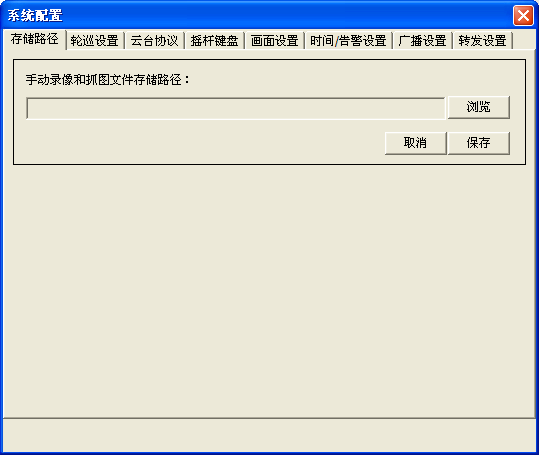 系统配置
存储路径 轮巡设置 云台协议 摇杆键盘 画面设置 时间/告警设置 广播设置 转发设置
手动录像和抓图文件存储路径：
浏览
取消 保存